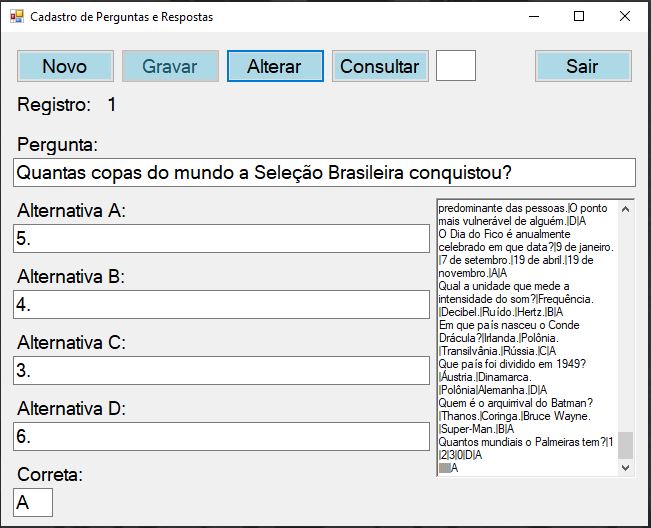 Cadastro de Perguntas e Respostas
Novo
Gravar
Alterar
Consultar
Sair
Registro: 1
Pergunta:
Quantas copas do mundo a Seleção Brasileira conquistou?
Alternativa A:
5.
Alternativa B:
4.
Alternativa C:
3.
Alternativa D:
6.
Correta:
A
predominante das pessoas.|O ponto
mais vulnerável de alguém.|D|A
O Dia do Fico é anualmente
celebrado em que data?|9 de janeiro.
|7 de setembro.|19 de abril.|19 de
novembro.|A|A
Qual a unidade que mede a
intensidade do som?|Frequência.
|Decibel.|Ruído.|Hertz.|B|A
Em que país nasceu o Conde
Drácula?|Irlanda.|Polônia.
|Transilvânia.|Rússia.|C|A
Que país foi dividido em 1949?
|Áustria.|Dinamarca.
|Polônia|Alemanha.|D|A
Quem é o arquirrival do Batman?
|Thanos.|Coringa.|Bruce Wayne.
|Super-Man.|B|A
Quantos mundiais o Palmeiras tem?|1
|2|3|0|D|A
|A